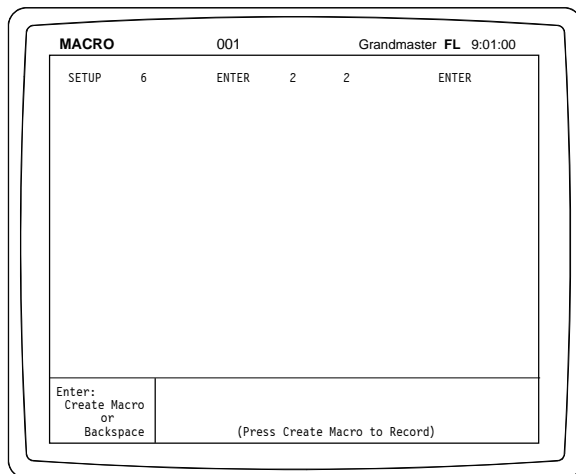 MACRO 001 Grandmaster FL 9:01:00
SETUP 6 ENTER 2 2 ENTER
Enter:
Create Macro
or
Backspace (Press Create Macro to Record)